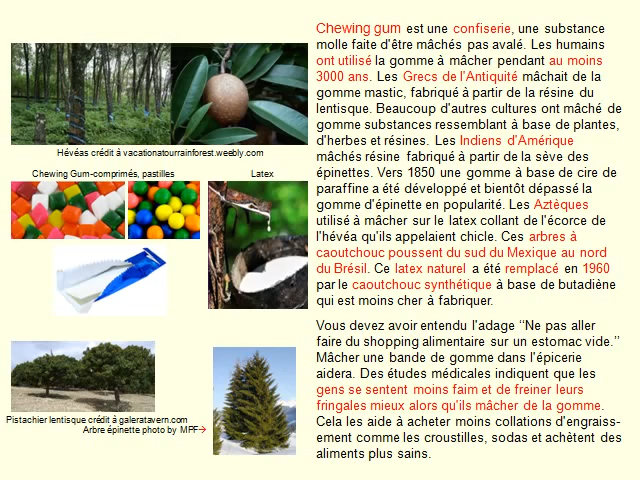 Chewing gum est une confiserie, une substance
molle faite d'être mâchés pas avalé. Les humains
ont utilisé la gomme à mâcher pendant au moins
3000 ans. Les Grecs de l'Antiquité mâchait de la
gomme mastic, fabriqué à partir de la résine du
lentisque. Beaucoup d'autres cultures ont mâché de
gomme substances ressemblant à base de plantes,
d'herbes et résines. Les Indiens d'Amérique
mâchés résine fabriqué à partir de la sève des
épinettes. Vers 1850 une gomme à base de cire de
paraffine a été développé et bientôt dépassé la
gomme d'épinette en popularité. Les Aztèques
utilisé à mâcher sur le latex collant de l'écorce de
l'hévéa qu'ils appelaient chicle. Ces arbres à
caoutchouc poussent du sud du Mexique au nord
du Brésil. Ce latex naturel a été remplacé en 1960
par le caoutchouc synthétique à base de butadiène
qui est moins cher à fabriquer.
Vous devez avoir entendu l'adage ‘‘Ne pas aller
faire du shopping alimentaire sur un estomac vide.’’
Mâcher une bande de gomme dans l'épicerie
aidera. Des études médicales indiquent que les
gens se sentent moins faim et de freiner leurs
fringales mieux alors qu'ils mâcher de la gomme.
Cela les aide à acheter moins collations d'engraiss-
ement comme les croustilles, sodas et achètent des
aliments plus sains.
Hévéas crédit à vacationatourrainforest.weebly.com
Chewing Gum-comprimés, pastilles
Latex
Pistachier lentisque crédit à galeratavern.com
Arbre épinette photo by MPF→